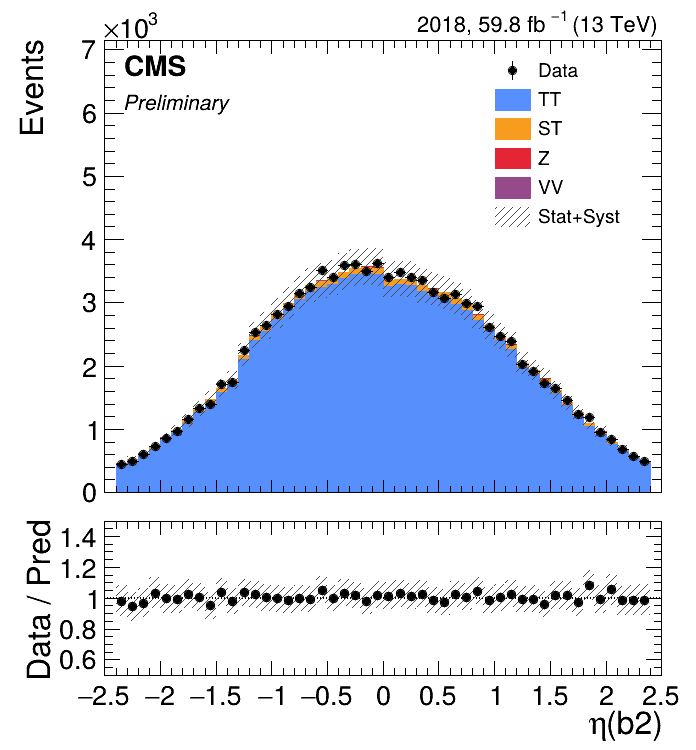 ×10³ 2018, 59.8 fb⁻¹ (13 TeV)
CMS
Preliminary
Data
TT
ST
Z
VV
Stat+Syst
Events
7
6
5
4
3
2
1
0
Data / Pred
1.4
1.2
1
0.8
0.6
−2.5 −2 −1.5 −1 −0.5 0 0.5 1 1.5 2 2.5
η(b2)